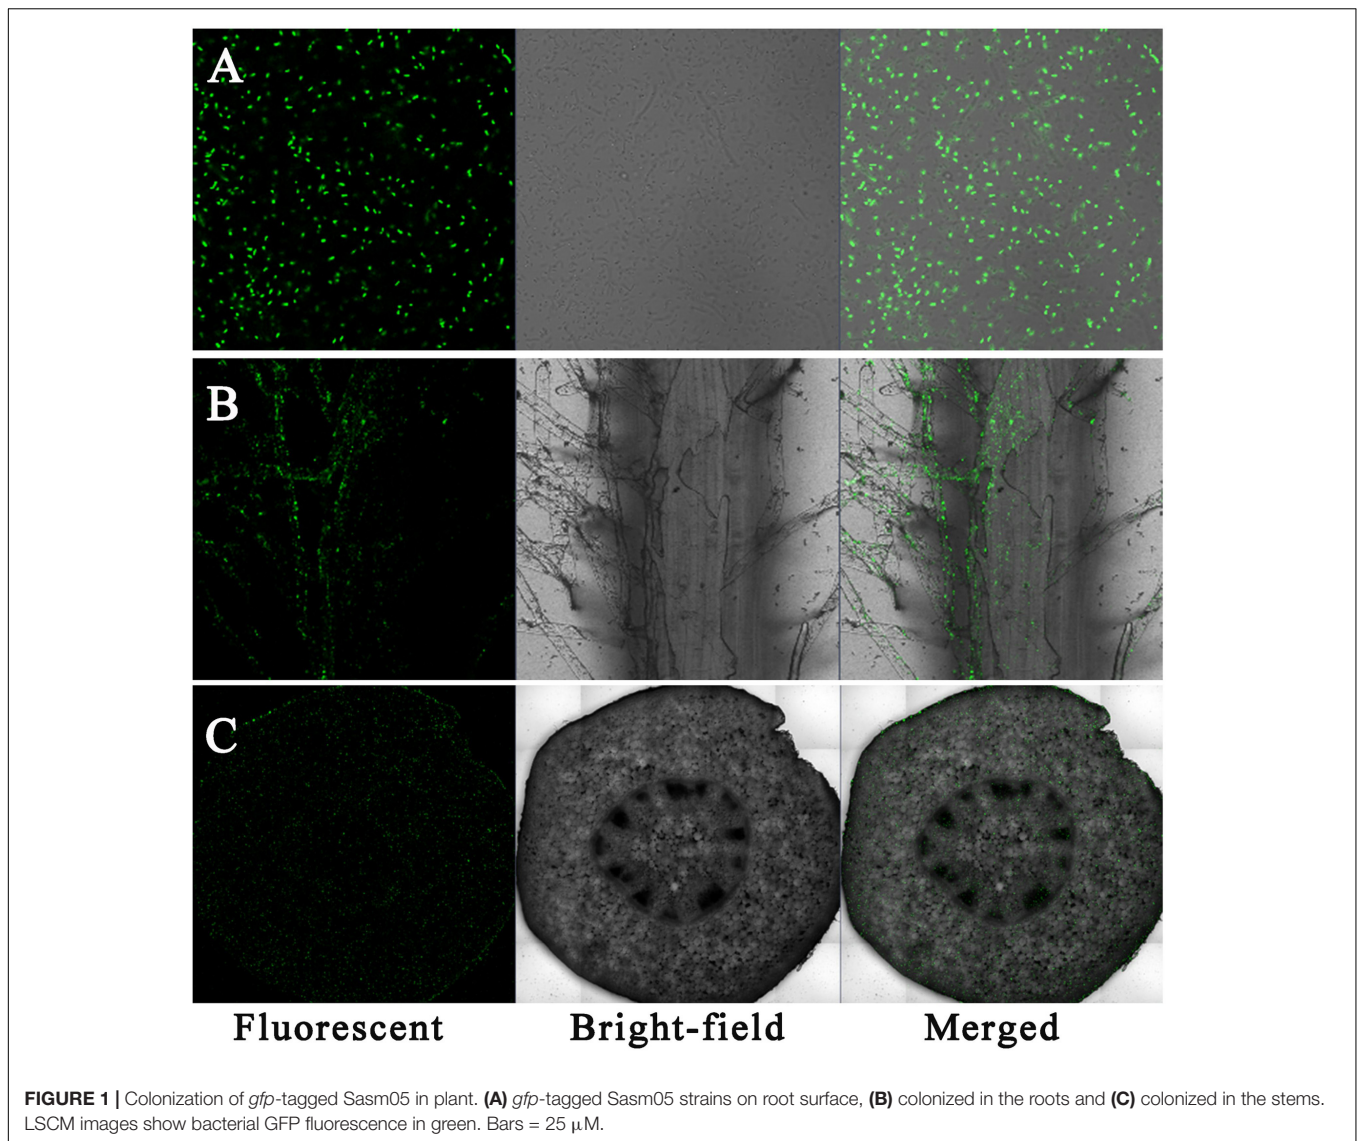 A
B
C
Fluorescent Bright-field Merged
FIGURE 1 | Colonization of gfp-tagged Sasm05 in plant. (A) gfp-tagged Sasm05 strains on root surface, (B) colonized in the roots and (C) colonized in the stems.
LSCM images show bacterial GFP fluorescence in green. Bars = 25 μM.